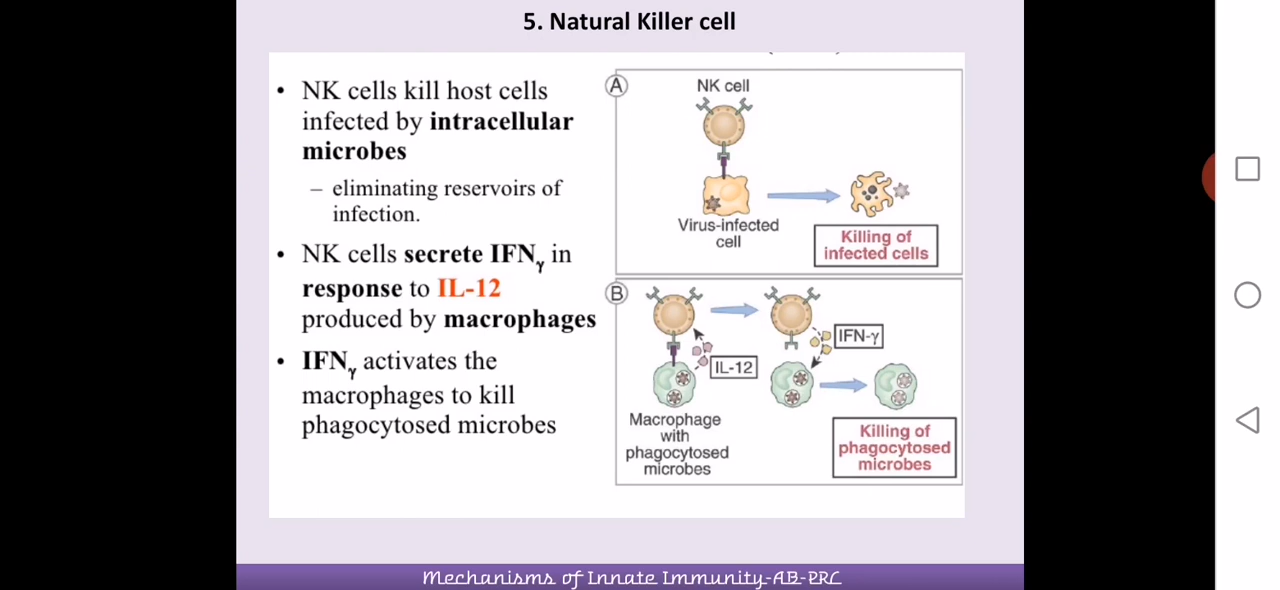 5. Natural Killer cell
• NK cells kill host cells
infected by intracellular
microbes
– eliminating reservoirs of
infection.
• NK cells secrete IFNγ in
response to IL-12
produced by macrophages
• IFNγ activates the
macrophages to kill
phagocytosed microbes
A
NK cell
Virus-infected
cell
Killing of
infected cells
B
IFN-γ
IL-12
Macrophage
with
phagocytosed
microbes
Killing of
phagocytosed
microbes
Mechanisms of Innate Immunity-AB-PRC